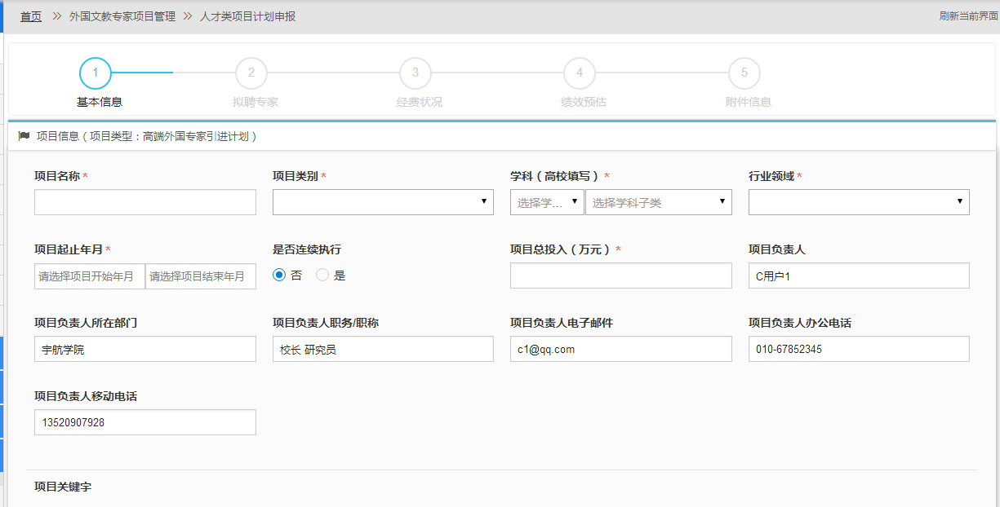 首页 >> 外国文教专家项目管理 >> 人才类项目计划申报 刷新当前界面
1 2 3 4 5
基本信息 拟聘专家 经费状况 绩效预估 附件信息
项目信息（项目类型：高端外国专家引进计划）
项目名称* 项目类别* 学科（高校填写）* 行业领域*
选择学... 选择学科子类
项目起止年月* 是否连续执行 项目总投入（万元）* 项目负责人
请选择项目开始年月 请选择项目结束年月 否 是 C用户1
项目负责人所在部门 项目负责人职务/职称 项目负责人电子邮件 项目负责人办公电话
宇航学院 校长 研究员 c1@qq.com 010-67852345
项目负责人移动电话
13520907928
项目关键字